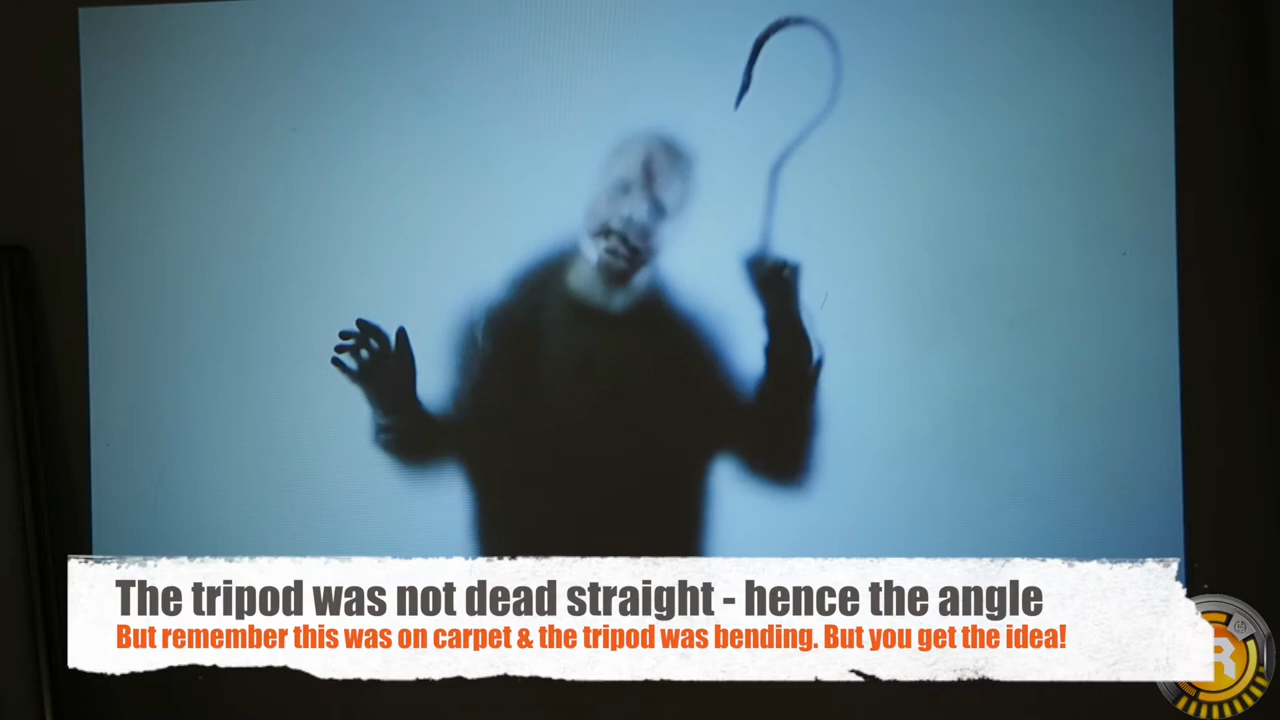 The tripod was not dead straight - hence the angle
But remember this was on carpet & the tripod was bending. But you get the idea!
R